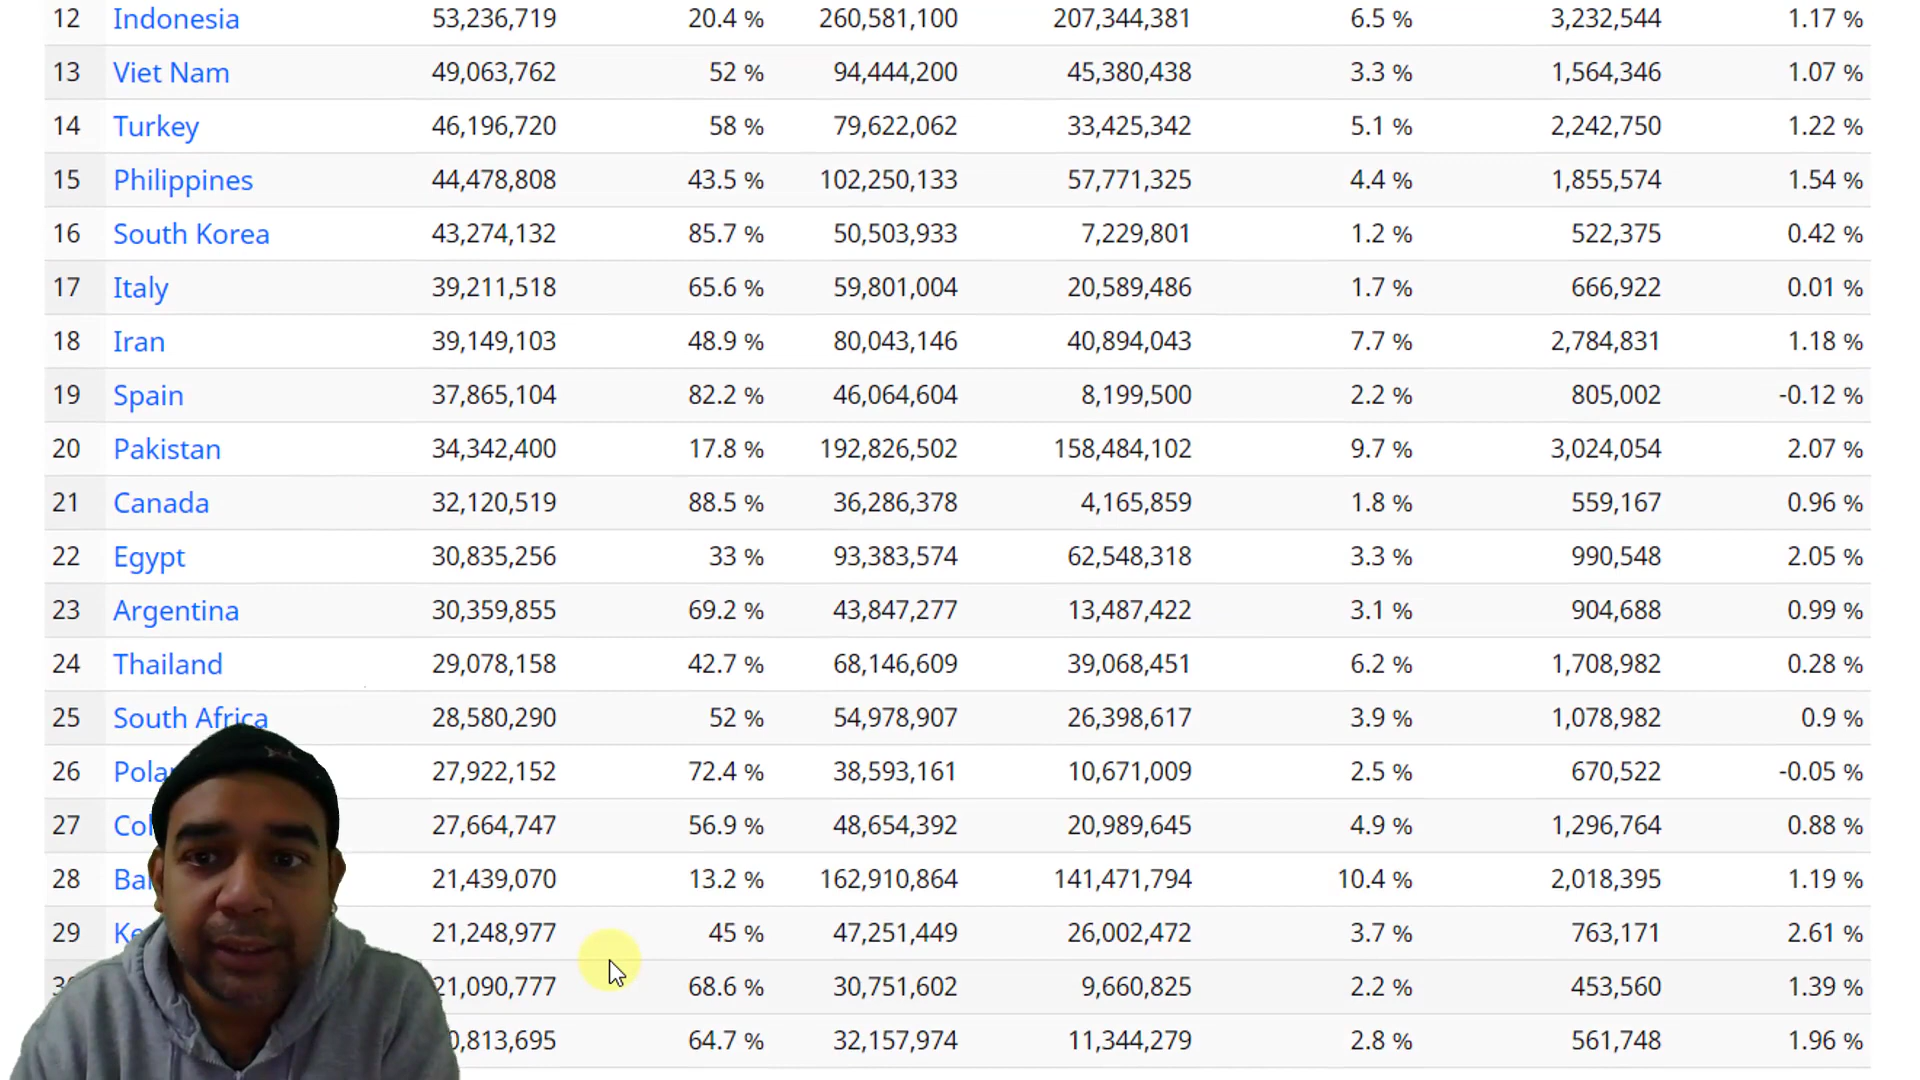 12 Indonesia 53,236,719 20.4 % 260,581,100 207,344,381 6.5 % 3,232,544 1.17 %
13 Viet Nam 49,063,762 52 % 94,444,200 45,380,438 3.3 % 1,564,346 1.07 %
14 Turkey 46,196,720 58 % 79,622,062 33,425,342 5.1 % 2,242,750 1.22 %
15 Philippines 44,478,808 43.5 % 102,250,133 57,771,325 4.4 % 1,855,574 1.54 %
16 South Korea 43,274,132 85.7 % 50,503,933 7,229,801 1.2 % 522,375 0.42 %
17 Italy 39,211,518 65.6 % 59,801,004 20,589,486 1.7 % 666,922 0.01 %
18 Iran 39,149,103 48.9 % 80,043,146 40,894,043 7.7 % 2,784,831 1.18 %
19 Spain 37,865,104 82.2 % 46,064,604 8,199,500 2.2 % 805,002 -0.12 %
20 Pakistan 34,342,400 17.8 % 192,826,502 158,484,102 9.7 % 3,024,054 2.07 %
21 Canada 32,120,519 88.5 % 36,286,378 4,165,859 1.8 % 559,167 0.96 %
22 Egypt 30,835,256 33 % 93,383,574 62,548,318 3.3 % 990,548 2.05 %
23 Argentina 30,359,855 69.2 % 43,847,277 13,487,422 3.1 % 904,688 0.99 %
24 Thailand 29,078,158 42.7 % 68,146,609 39,068,451 6.2 % 1,708,982 0.28 %
25 South Africa 28,580,290 52 % 54,978,907 26,398,617 3.9 % 1,078,982 0.9 %
26 27,922,152 72.4 % 38,593,161 10,671,009 2.5 % 670,522 -0.05 %
27 27,664,747 56.9 % 48,654,392 20,989,645 4.9 % 1,296,764 0.88 %
28 21,439,070 13.2 % 162,910,864 141,471,794 10.4 % 2,018,395 1.19 %
29 21,248,977 45 % 47,251,449 26,002,472 3.7 % 763,171 2.61 %
21,090,777 68.6 % 30,751,602 9,660,825 2.2 % 453,560 1.39 %
64.7 % 32,157,974 11,344,279 2.8 % 561,748 1.96 %